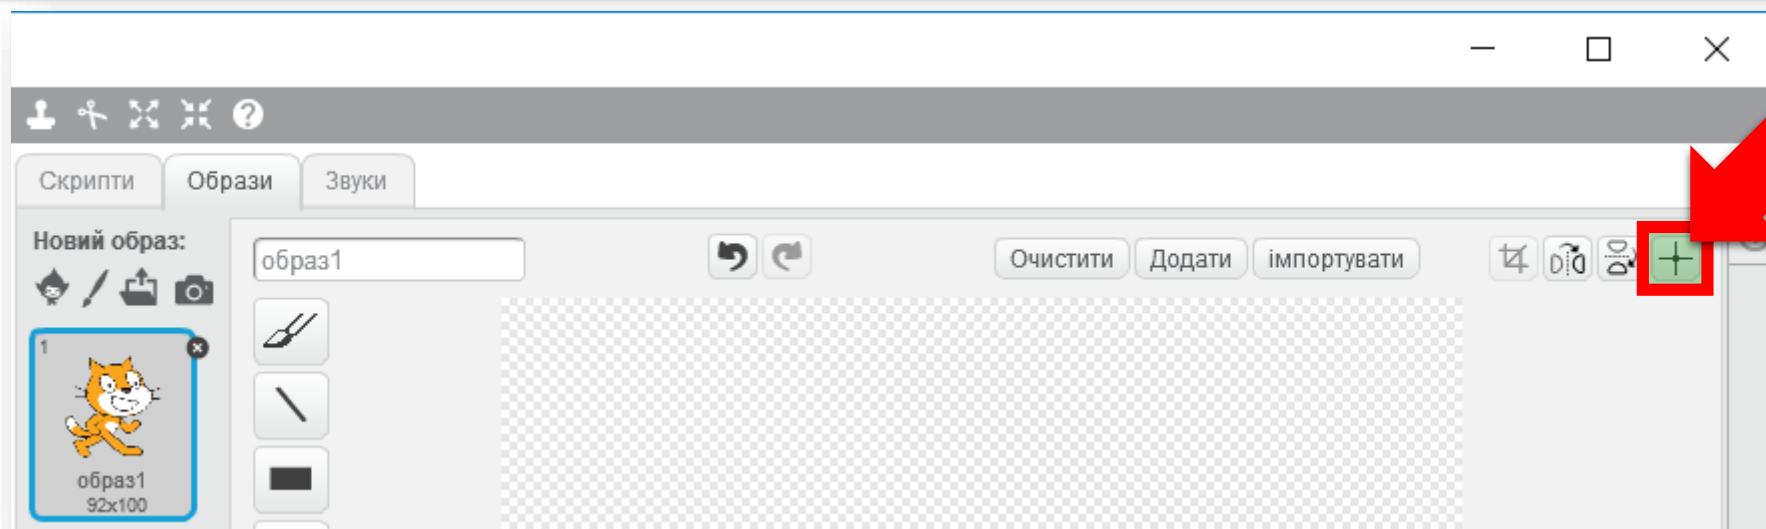 Скрипти Образи Звуки
Новий образ:
образ1
Очистити Додати імпортувати
1
образ1
92x100